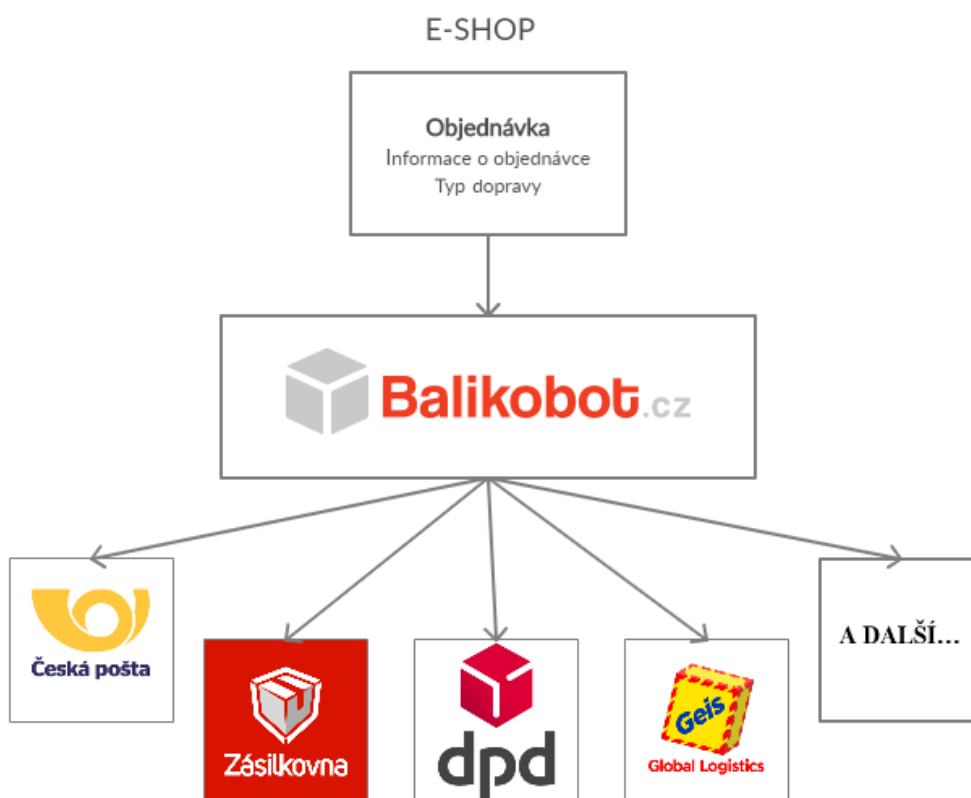 E-SHOP
Objednávka
Informace o objednávce
Typ dopravy
Balikobot.cz
Česká pošta
A DALŠÍ...
Zásilkovna
dpd
Geis
Global Logistics